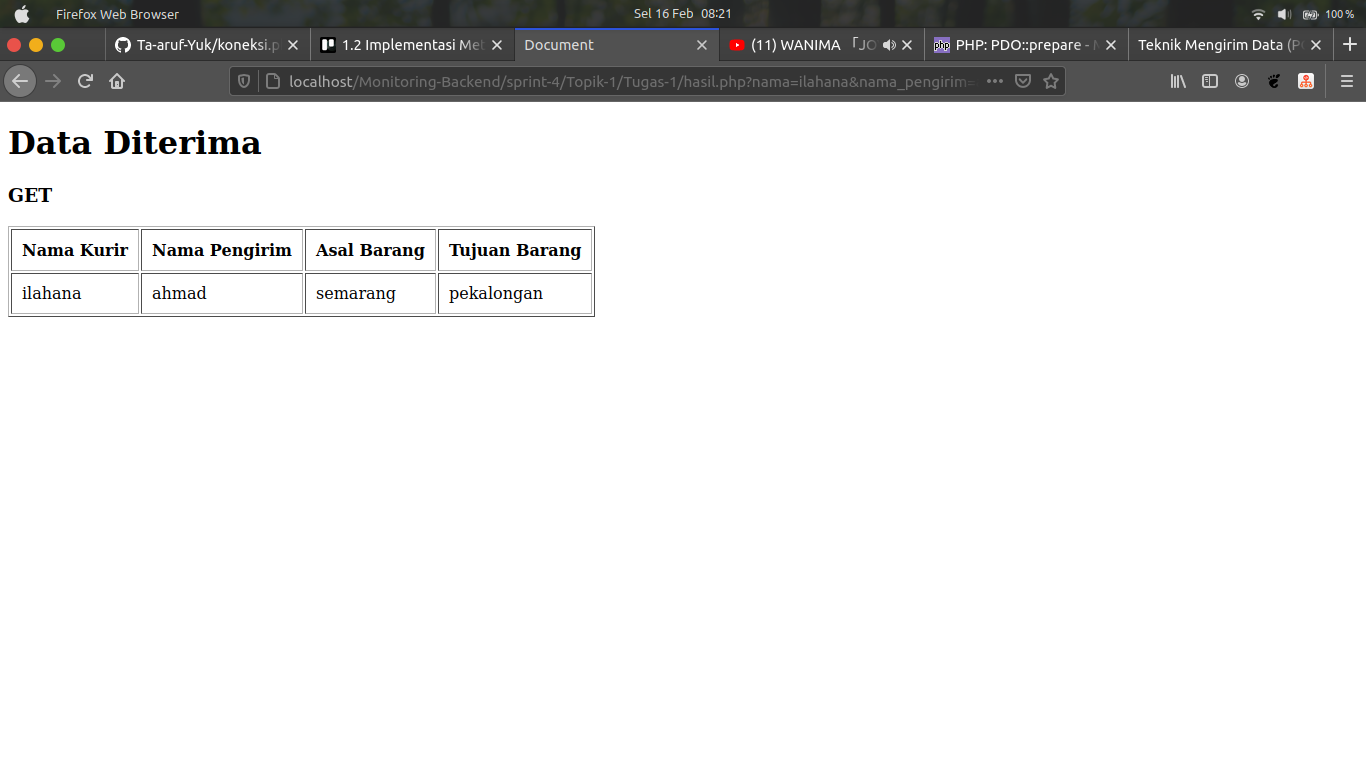 Firefox Web Browser
Sel 16 Feb 08:21
100 %
Ta-aruf-Yuk/koneksi.p
1.2 Implementasi Met
Document
(11) WANIMA 「JO
php
PHP: PDO::prepare - M
Teknik Mengirim Data (P
localhost/Monitoring-Backend/sprint-4/Topik-1/Tugas-1/hasil.php?nama=ilahana&nama_pengirim=
Data Diterima
GET
Nama Kurir Nama Pengirim Asal Barang Tujuan Barang
ilahana ahmad semarang pekalongan